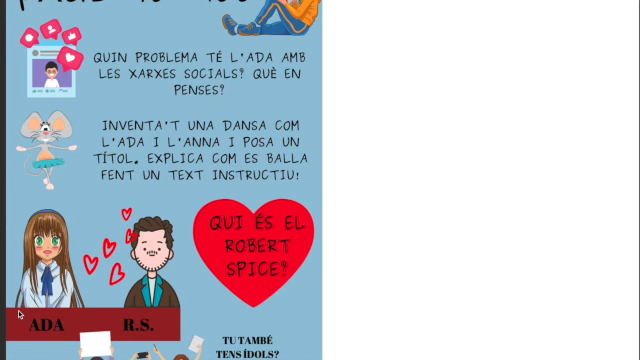 QUIN PROBLEMA TÉ L'ADA AMB
LES XARXES SOCIALS? QUÈ EN
PENSES?
INVENTA'T UNA DANSA COM
L'ADA I L'ANNA I POSA UN
TÍTOL. EXPLICA COM ES BALLA
FENT UN TEXT INSTRUCTIU!
QUI ÉS EL
ROBERT
SPICE?
ADA R.S.
TU TAMBÉ
TENS ÍDOLS?